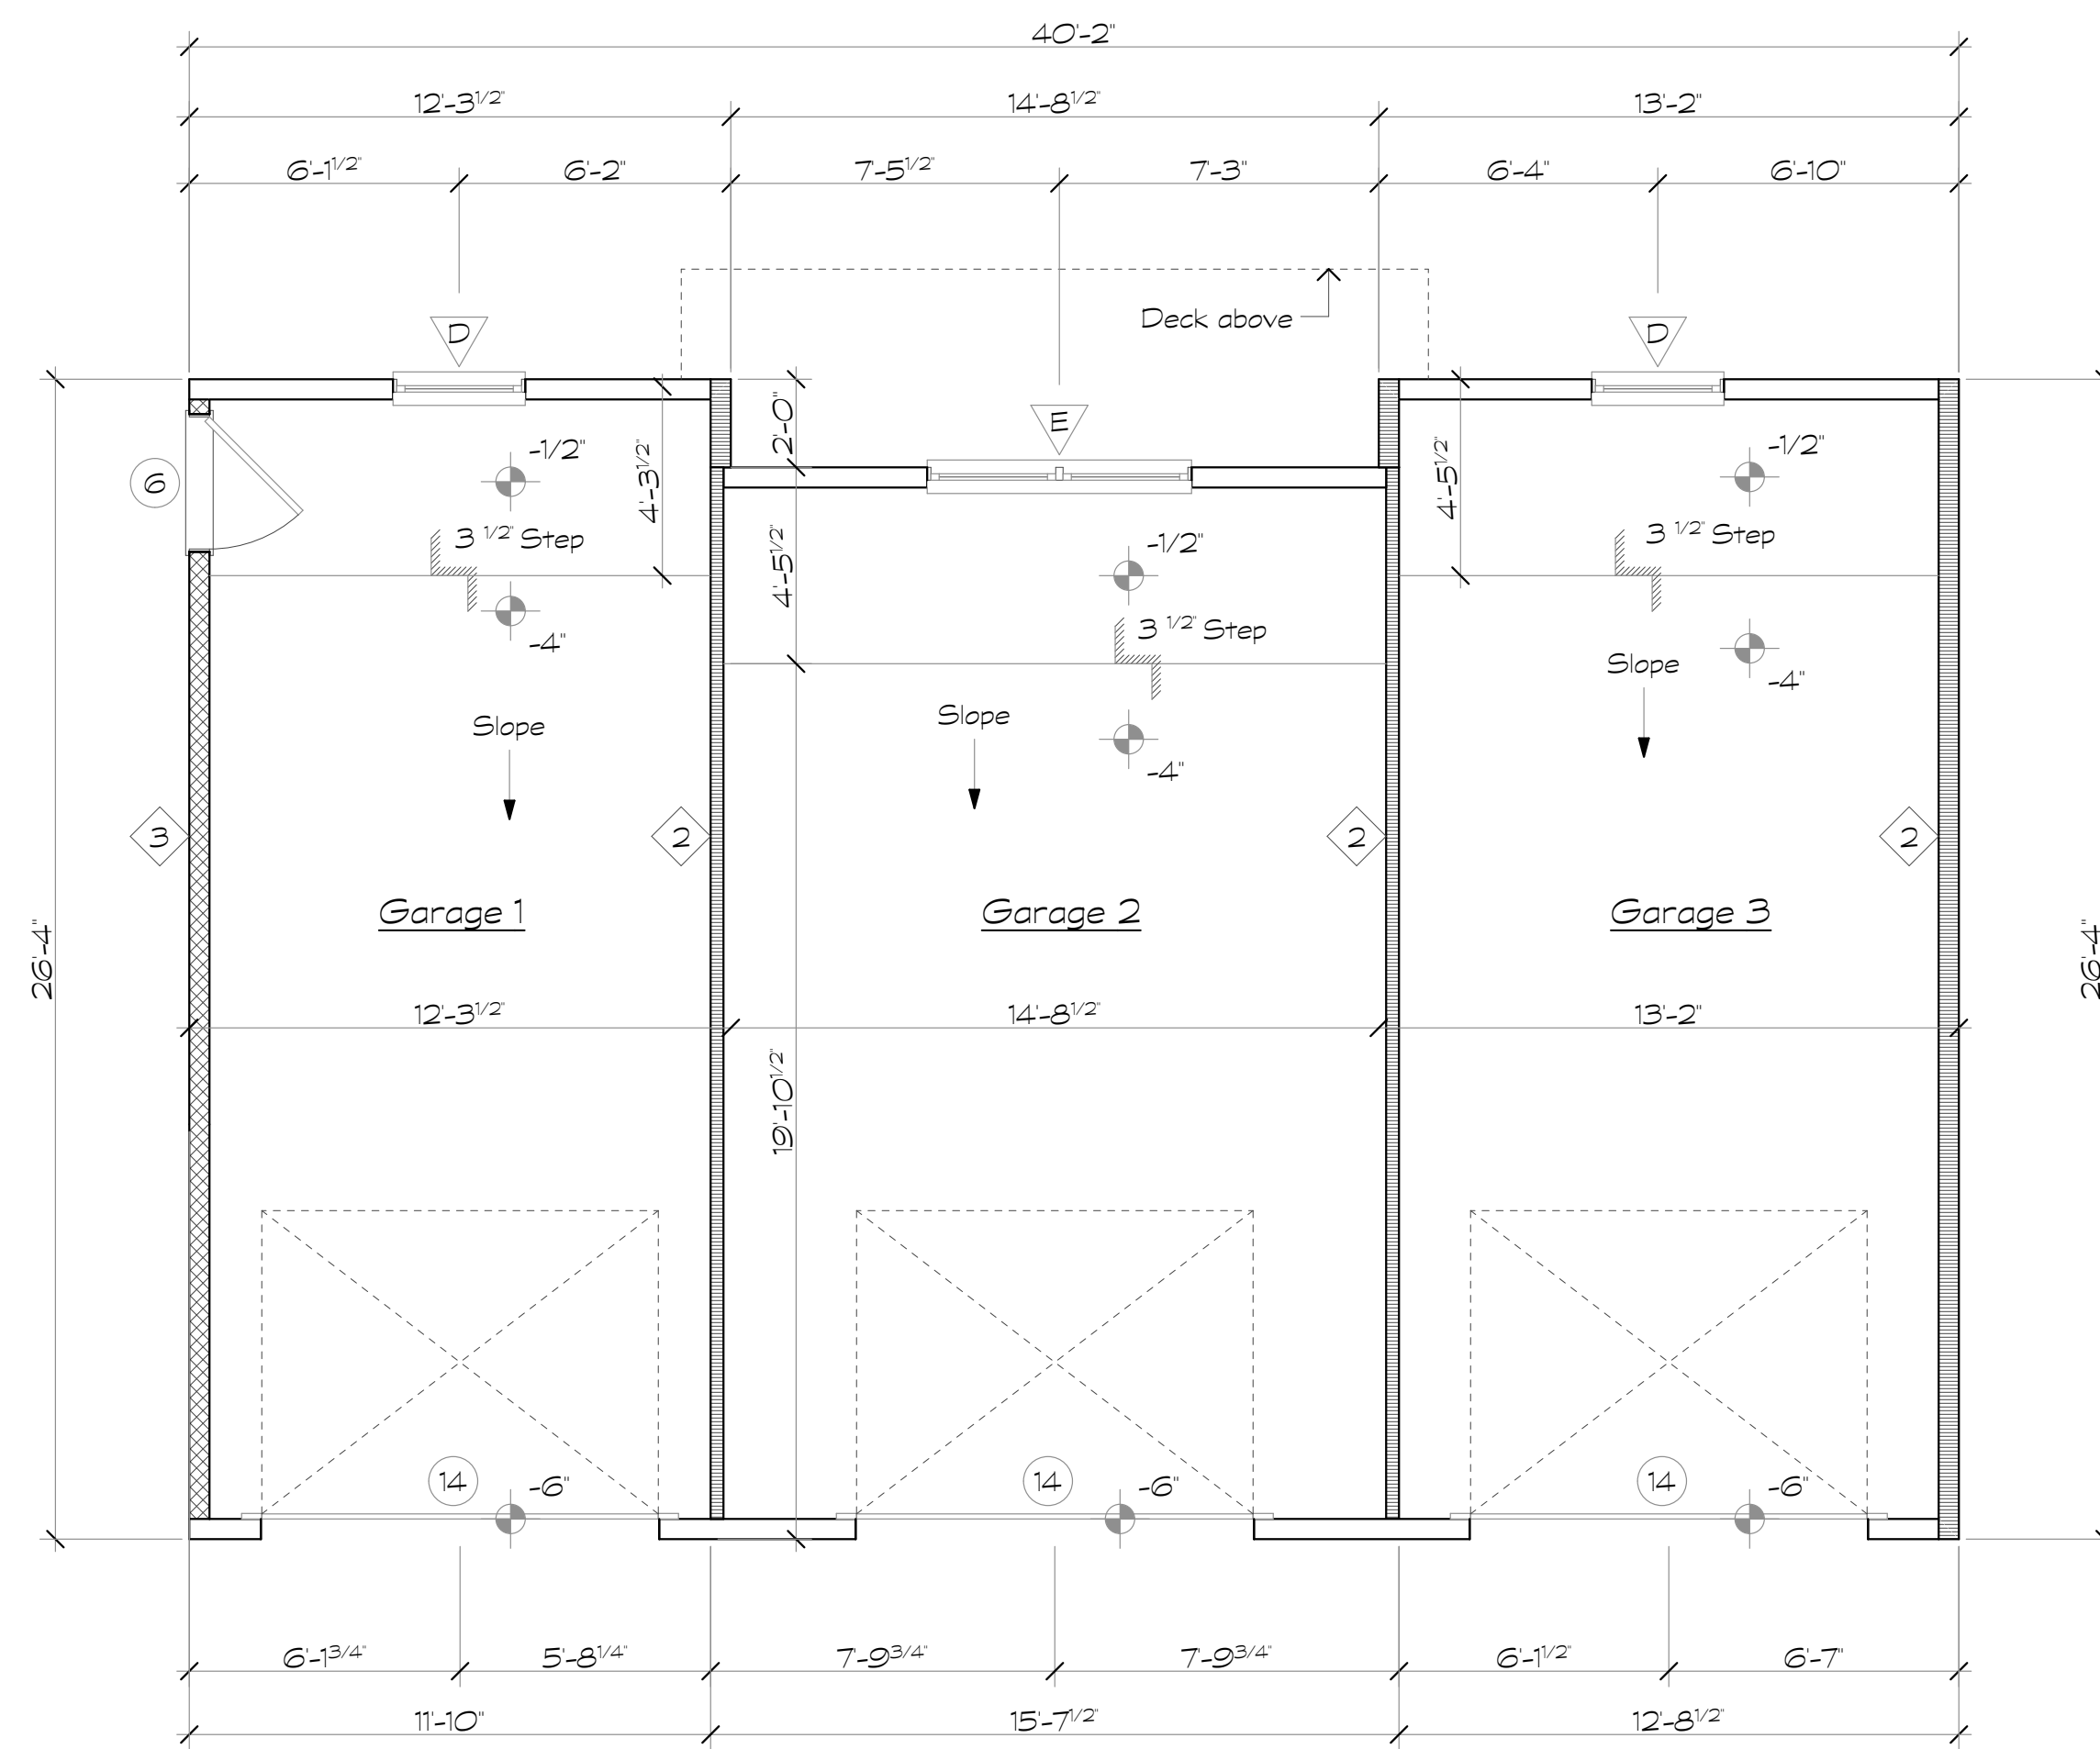 40'-2"
12'-3 1/2" 14'-8 1/2" 13'-2"
6'-1 1/2" 6'-2" 7'-5 1/2" 7'-3" 6'-4" 6'-10"
Deck above
D D
2'-0"
E
-1/2" -1/2"
6
4'-3 1/2" 4'-5 1/2"
3 1/2" Step 3 1/2" Step
-1/2"
4'-5 1/2"
-4"
3 1/2" Step
Slope -4"
Slope Slope
-4"
3 2 2 2
Garage 1 Garage 2 Garage 3
26'-4" 26'-4"
12'-3 1/2" 14'-8 1/2" 13'-2"
19'-10 1/2"
14 -6" 14 -6" 14 -6"
6'-1 3/4" 5'-8 1/4" 7'-9 3/4" 7'-9 3/4" 6'-1 1/2" 6'-7"
11'-10" 15'-7 1/2" 12'-8 1/2"